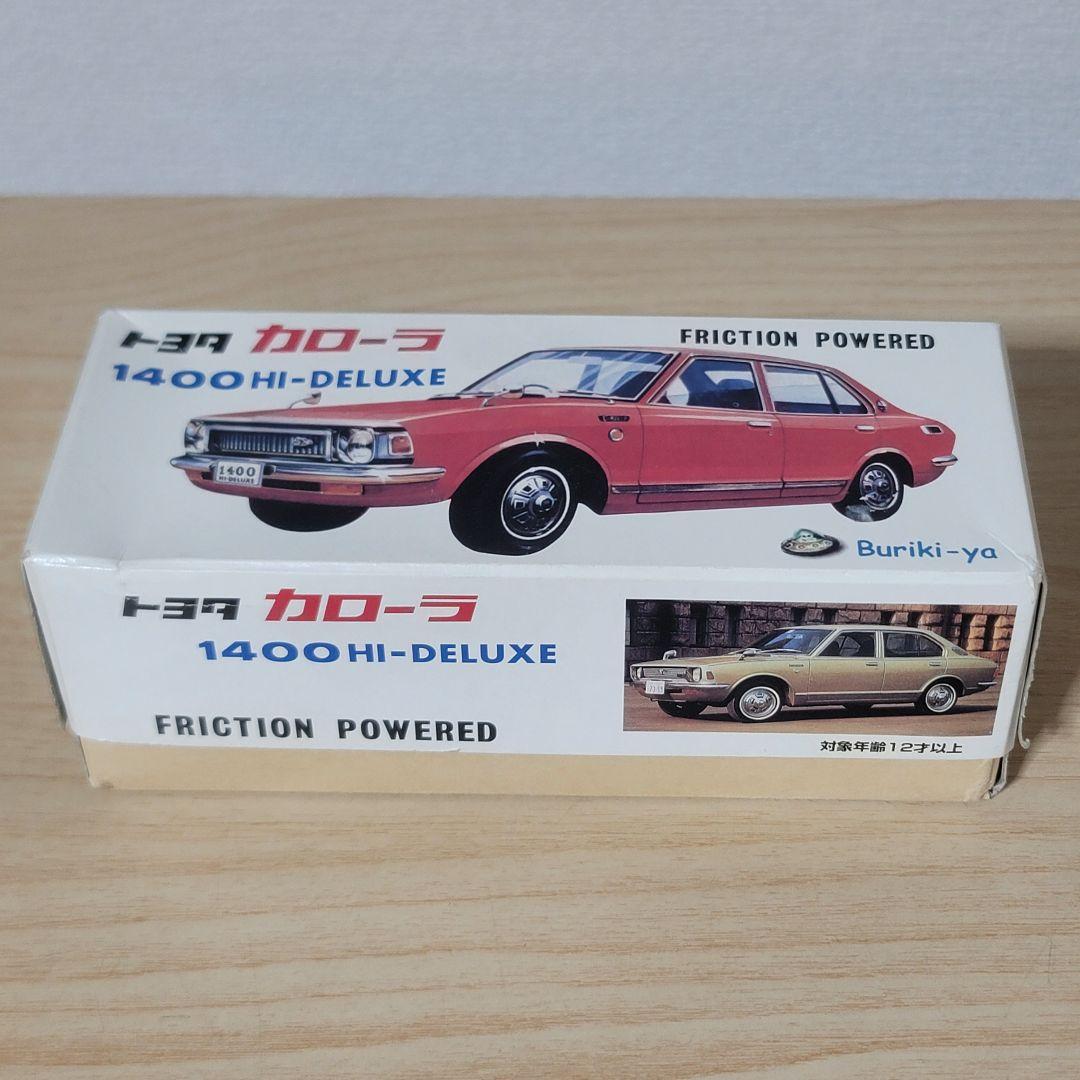 トヨタ カローラ
1400 HI-DELUXE
FRICTION POWERED
1400
HI-DELUXE
Buriki-ya
トヨタ カローラ
1400 HI-DELUXE
FRICTION POWERED
対象年齢12才以上